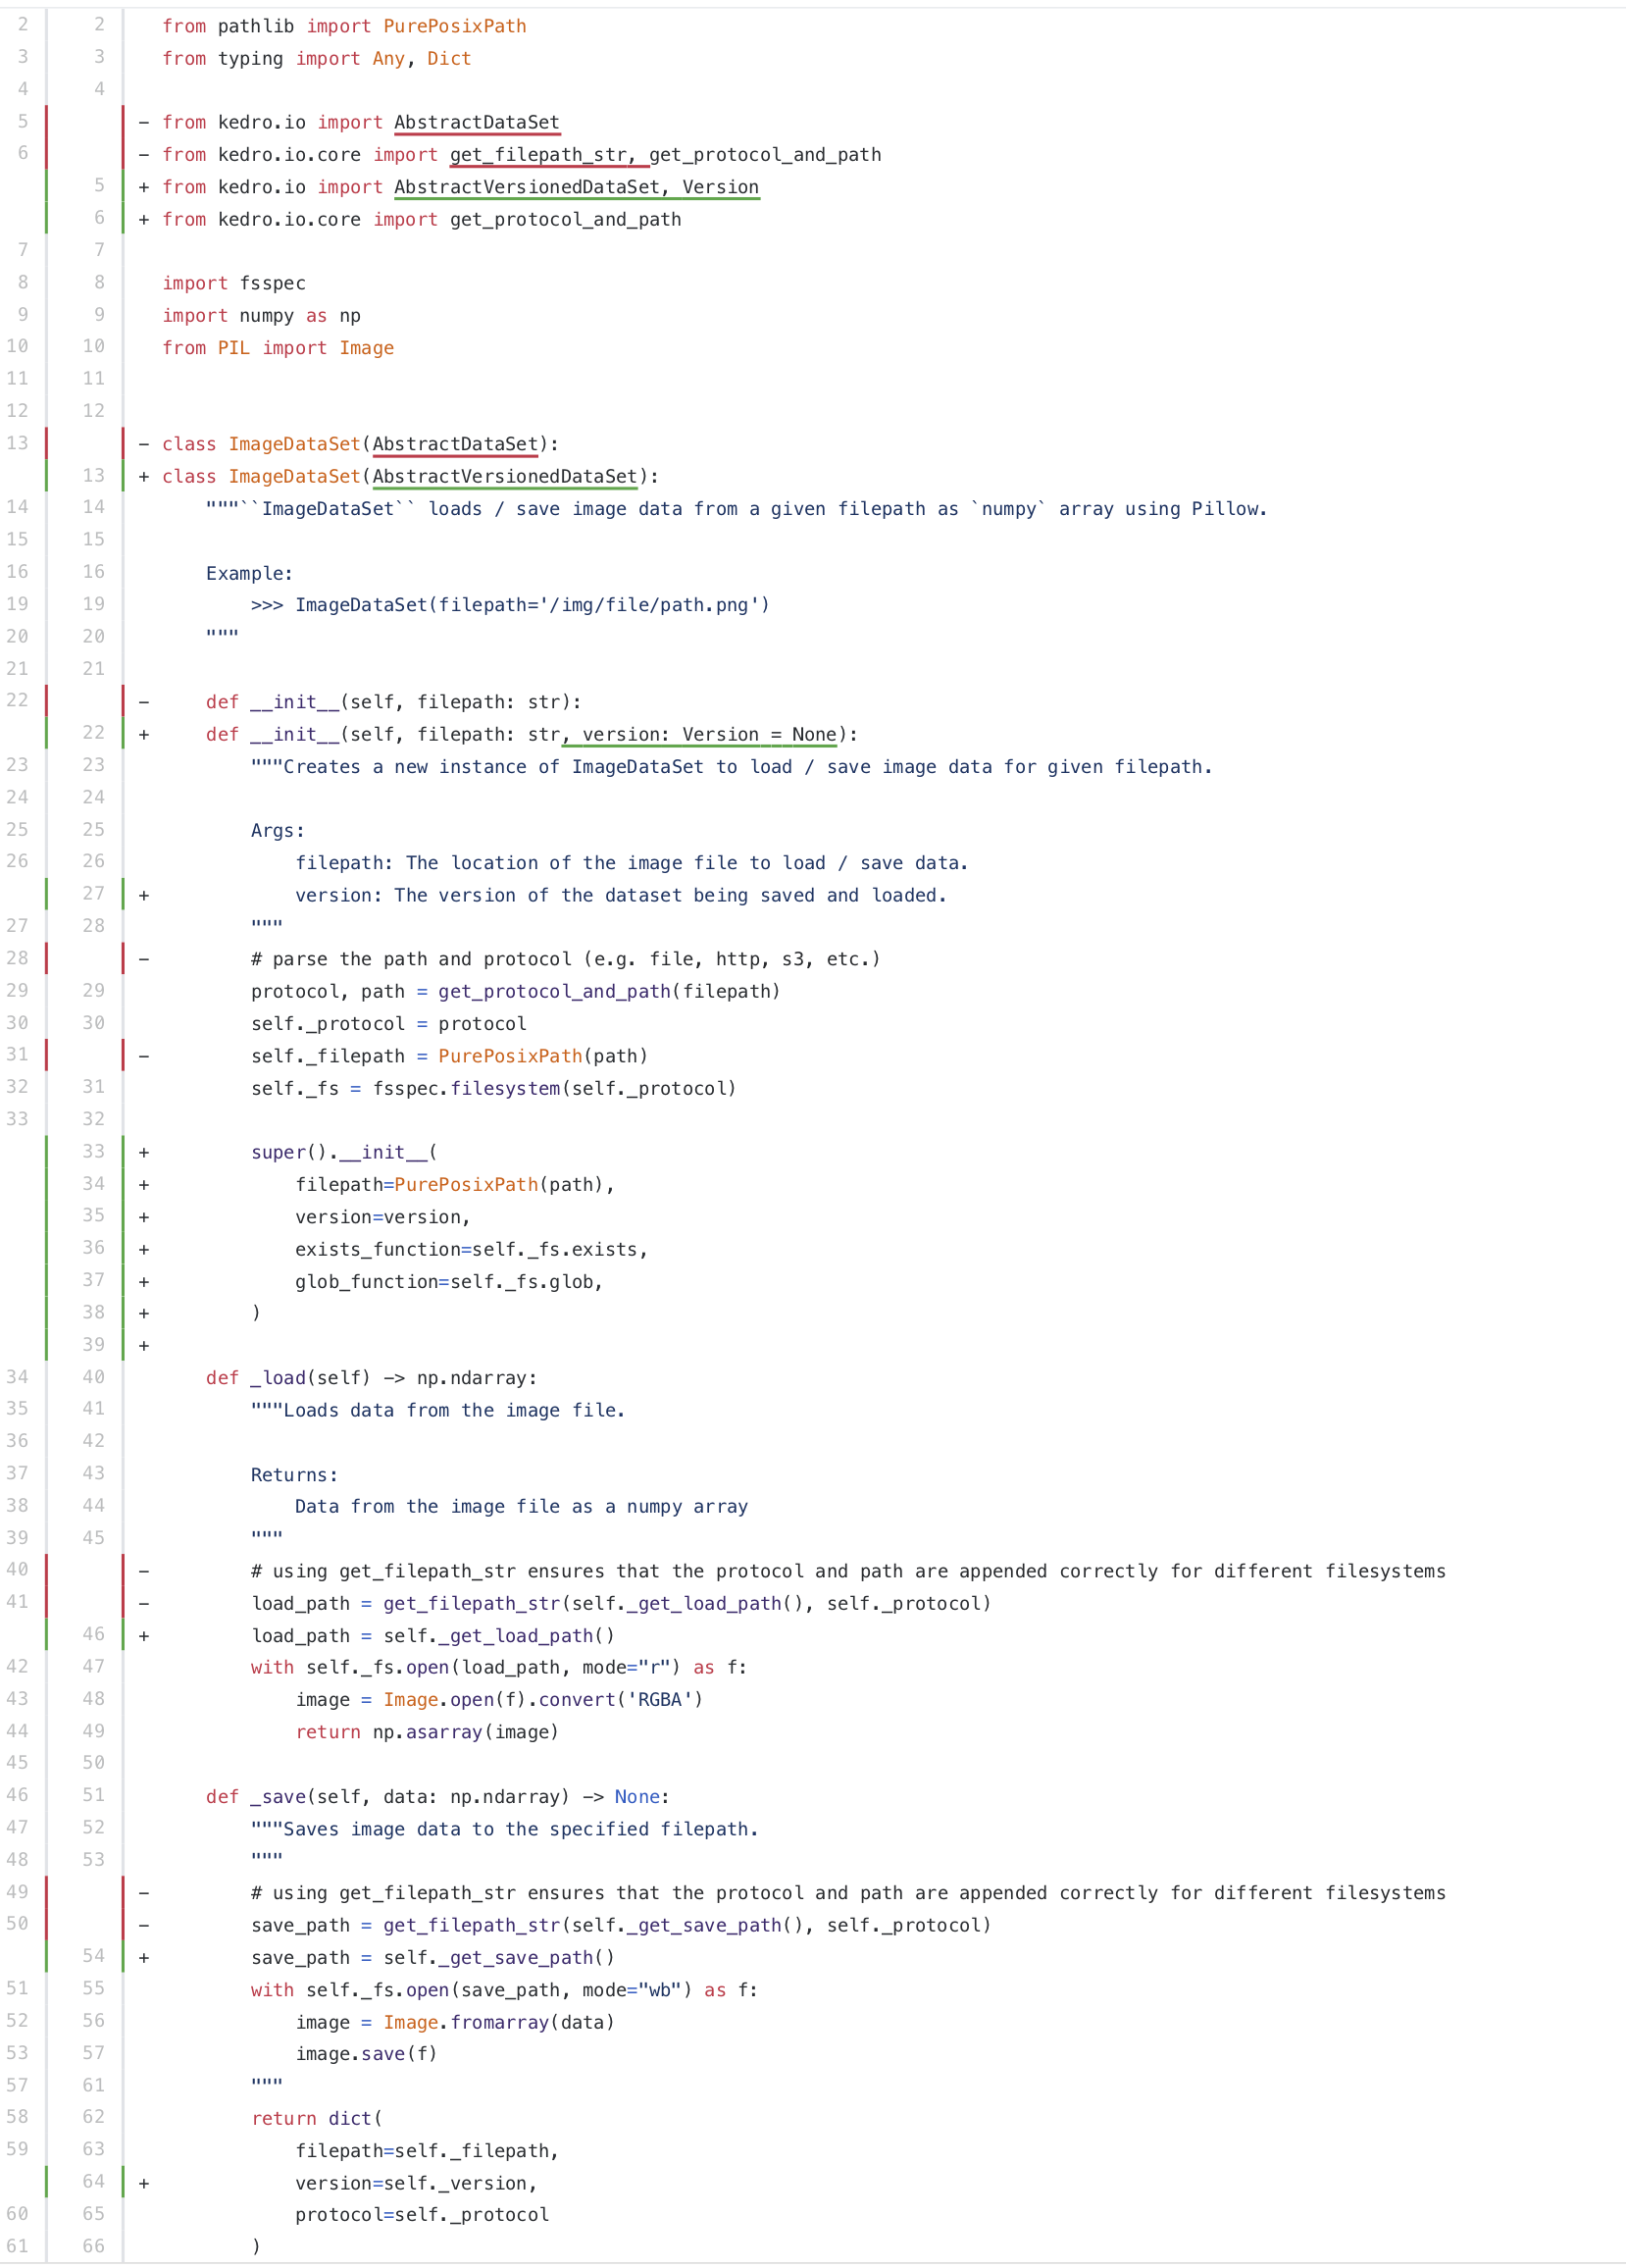 2 2 from pathlib import PurePosixPath
3 3 from typing import Any, Dict
4 4
5 - from kedro.io import AbstractDataSet
6 - from kedro.io.core import get_filepath_str, get_protocol_and_path
5 + from kedro.io import AbstractVersionedDataSet, Version
6 + from kedro.io.core import get_protocol_and_path
7 7
8 8 import fsspec
9 9 import numpy as np
10 10 from PIL import Image
11 11
12 12
13 - class ImageDataSet(AbstractDataSet):
13 + class ImageDataSet(AbstractVersionedDataSet):
14 14 """``ImageDataSet`` loads / save image data from a given filepath as `numpy` array using Pillow.
15 15
16 16 Example:
19 19 >>> ImageDataSet(filepath='/img/file/path.png')
20 20 """
21 21
22 - def __init__(self, filepath: str):
22 + def __init__(self, filepath: str, version: Version = None):
23 23 """Creates a new instance of ImageDataSet to load / save image data for given filepath.
24 24
25 25 Args:
26 26 filepath: The location of the image file to load / save data.
27 + version: The version of the dataset being saved and loaded.
27 28 """
28 - # parse the path and protocol (e.g. file, http, s3, etc.)
29 29 protocol, path = get_protocol_and_path(filepath)
30 30 self._protocol = protocol
31 - self._filepath = PurePosixPath(path)
32 31 self._fs = fsspec.filesystem(self._protocol)
33 32
33 + super().__init__(
34 + filepath=PurePosixPath(path),
35 + version=version,
36 + exists_function=self._fs.exists,
37 + glob_function=self._fs.glob,
38 + )
39 +
34 40 def _load(self) -> np.ndarray:
35 41 """Loads data from the image file.
36 42
37 43 Returns:
38 44 Data from the image file as a numpy array
39 45 """
40 - # using get_filepath_str ensures that the protocol and path are appended correctly for different filesystems
41 - load_path = get_filepath_str(self._get_load_path(), self._protocol)
46 + load_path = self._get_load_path()
42 47 with self._fs.open(load_path, mode="r") as f:
43 48 image = Image.open(f).convert('RGBA')
44 49 return np.asarray(image)
45 50
46 51 def _save(self, data: np.ndarray) -> None:
47 52 """Saves image data to the specified filepath.
48 53 """
49 - # using get_filepath_str ensures that the protocol and path are appended correctly for different filesystems
50 - save_path = get_filepath_str(self._get_save_path(), self._protocol)
54 + save_path = self._get_save_path()
51 55 with self._fs.open(save_path, mode="wb") as f:
52 56 image = Image.fromarray(data)
53 57 image.save(f)
57 61 """
58 62 return dict(
59 63 filepath=self._filepath,
64 + version=self._version,
60 65 protocol=self._protocol
61 66 )